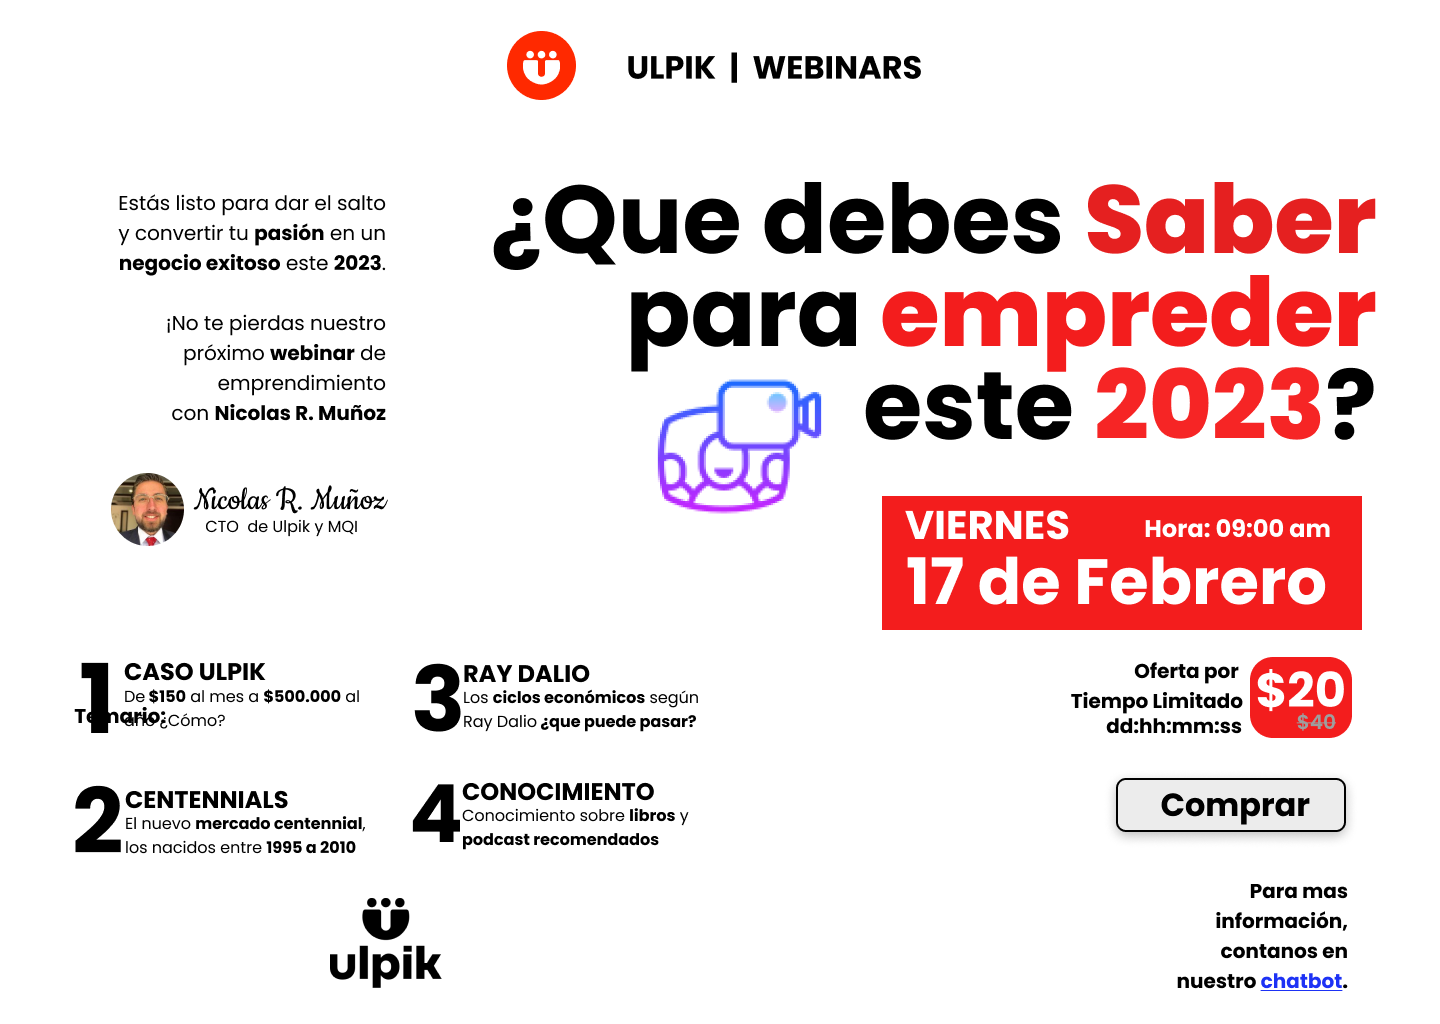 ULPIK | WEBINARS
Estás listo para dar el salto
y convertir tu pasión en un
negocio exitoso este 2023.
¡No te pierdas nuestro
próximo webinar de
emprendimiento
con Nicolas R. Muñoz
Nicolas R. Muñoz
CTO de Ulpik y MQI
¿Que debes Saber
para empreder
este 2023?
VIERNES
Hora: 09:00 am
17 de Febrero
Temario:
1
CASO ULPIK
De $150 al mes a $500.000 al
año ¿Cómo?
2
CENTENNIALS
El nuevo mercado centennial,
los nacidos entre 1995 a 2010
3
RAY DALIO
Los ciclos económicos según
Ray Dalio ¿que puede pasar?
4
CONOCIMIENTO
Conocimiento sobre libros y
podcast recomendados
Oferta por
Tiempo Limitado
dd:hh:mm:ss
$20
$40
Comprar
Para mas
información,
contanos en
nuestro chatbot.
ulpik